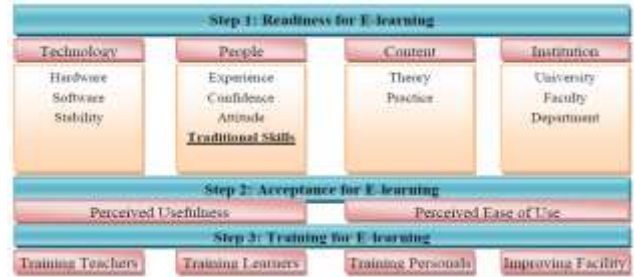 Step 1: Readiness for E-learning
Technology People Content Institution
Hardware Experience Theory University
Software Confidence Practice Faculty
Stability Attitude Department
Traditional Skills
Step 2: Acceptance for E-learning
Perceived Usefulness Perceived Ease of Use
Step 3: Training for E-learning
Training Teachers Training Learners Training Personals Improving Facility